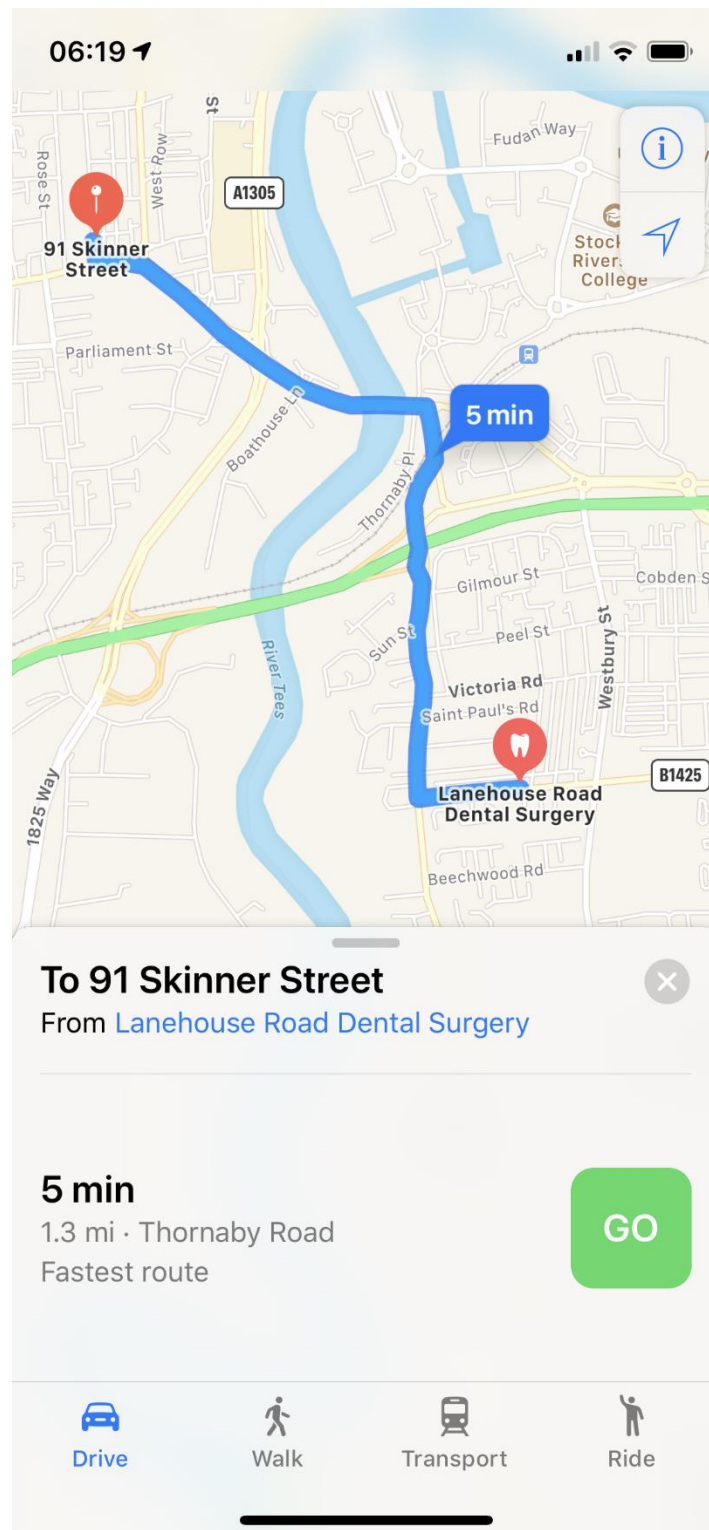 06:19
St
Fudan Way
Rose St
West Row
A1305
i
91 Skinner
Street
College
Parliament St
5 min
Boathouse Ln
Thornaby Pl
Gilmour St
Cobden S
Sun St
Peel St
Westbury St
River Tees
Victoria Rd
Saint Paul's Rd
B1425
1825 Way
Lanehouse Road
Dental Surgery
Beechwood Rd
To 91 Skinner Street
From Lanehouse Road Dental Surgery
5 min
1.3 mi · Thornaby Road
Fastest route
GO
Drive
Walk
Transport
Ride